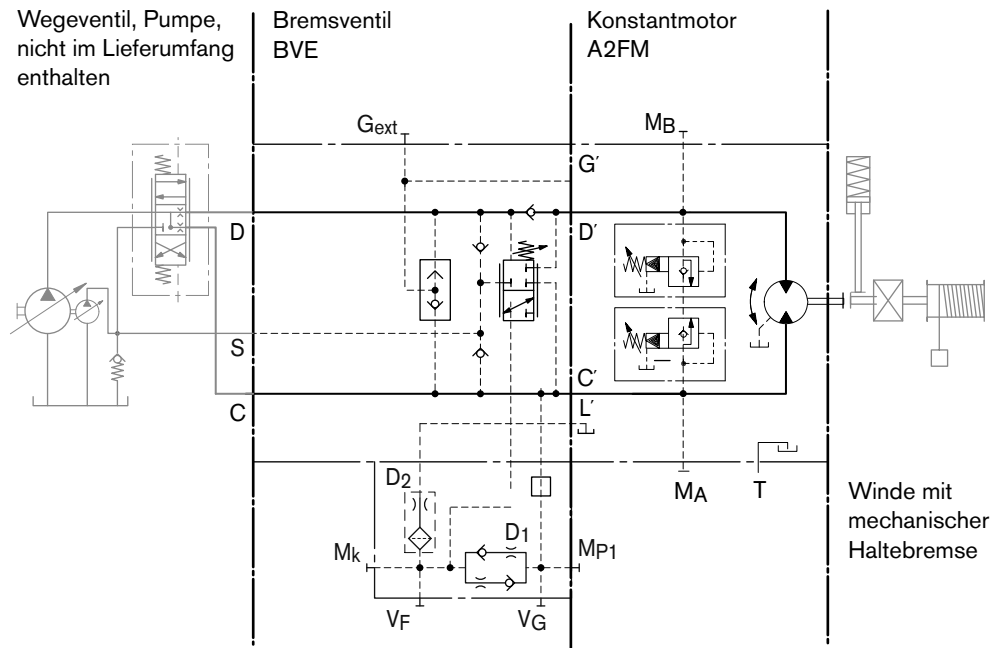 Wegeventil, Pumpe,
nicht im Lieferumfang
enthalten
Bremsventil
BVE
Konstantmotor
A2FM
Gext
MB
G′
D
D′
S
C′
C
L′
D2
MA
T
Winde mit
mechanischer
Haltebremse
D1
Mk
MP1
VF
VG